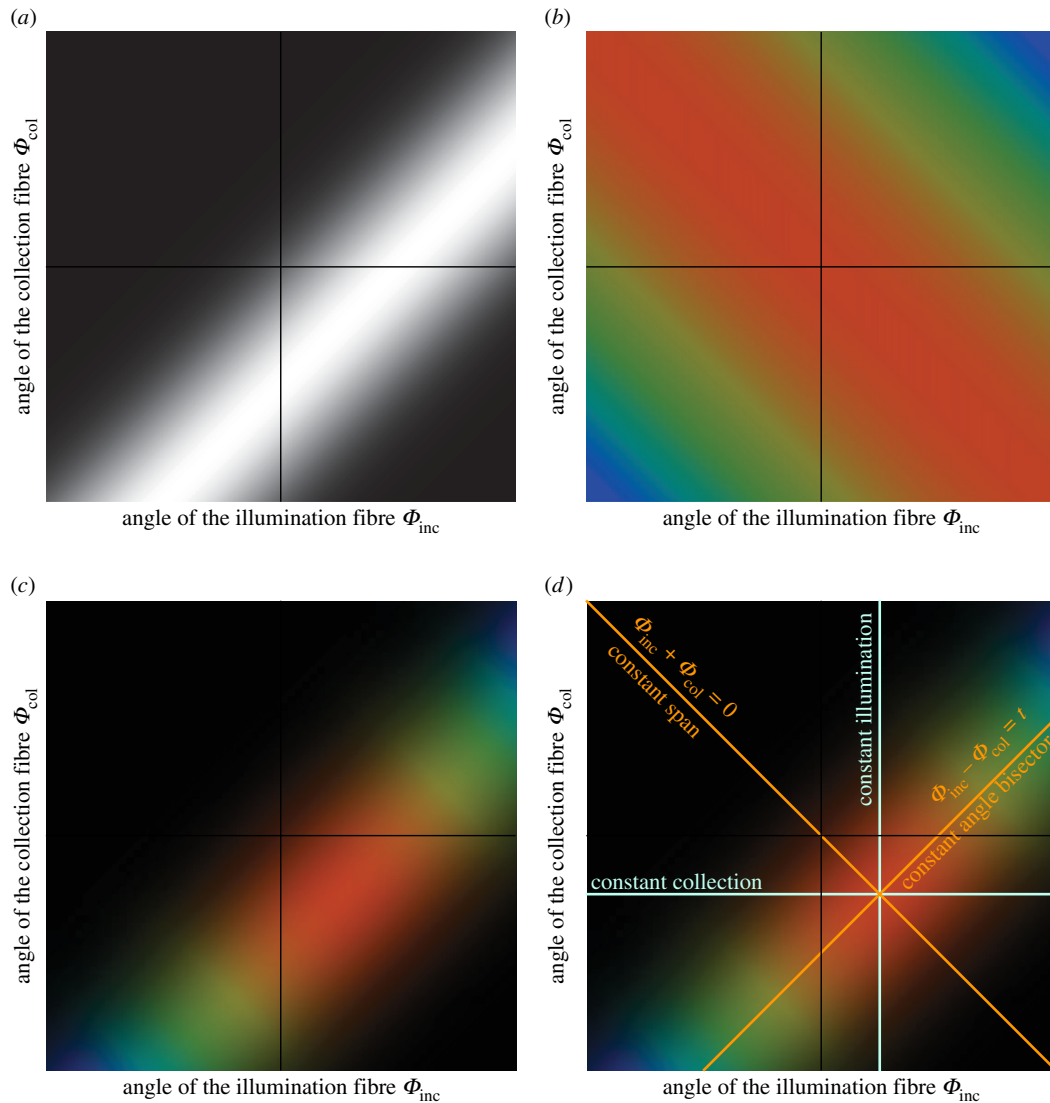 (a)
angle of the collection fibre Φcol
angle of the illumination fibre Φinc
(b)
angle of the collection fibre Φcol
angle of the illumination fibre Φinc
(c)
angle of the collection fibre Φcol
angle of the illumination fibre Φinc
(d)
angle of the collection fibre Φcol
Φinc + Φcol = 0
constant span
constant illumination
Φinc − Φcol = t
constant angle bisector
constant collection
angle of the illumination fibre Φinc